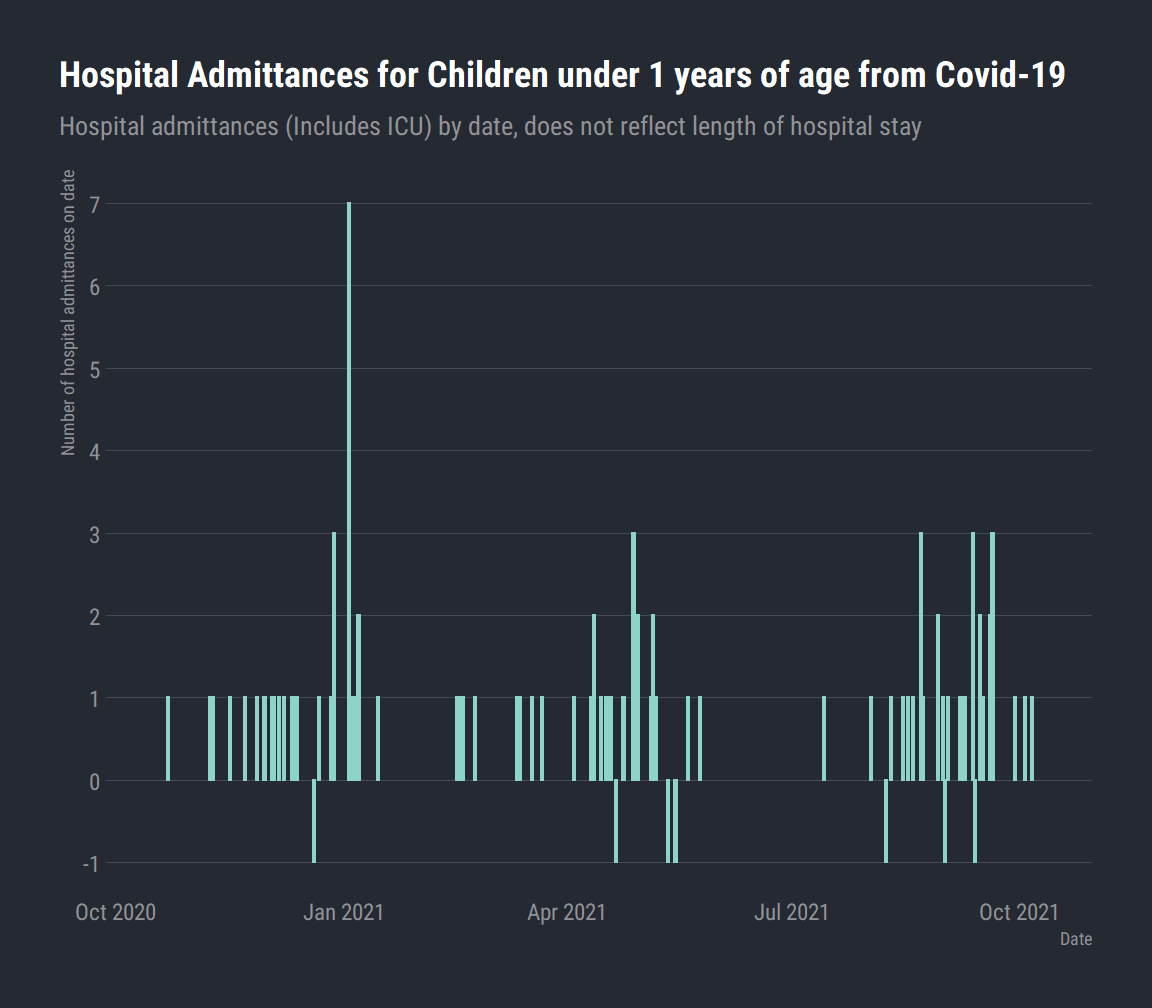 Hospital Admittances for Children under 1 years of age from Covid-19
Hospital admittances (Includes ICU) by date, does not reflect length of hospital stay
Number of hospital admittances on date
7
6
5
4
3
2
1
0
-1
Oct 2020 Jan 2021 Apr 2021 Jul 2021 Oct 2021
Date